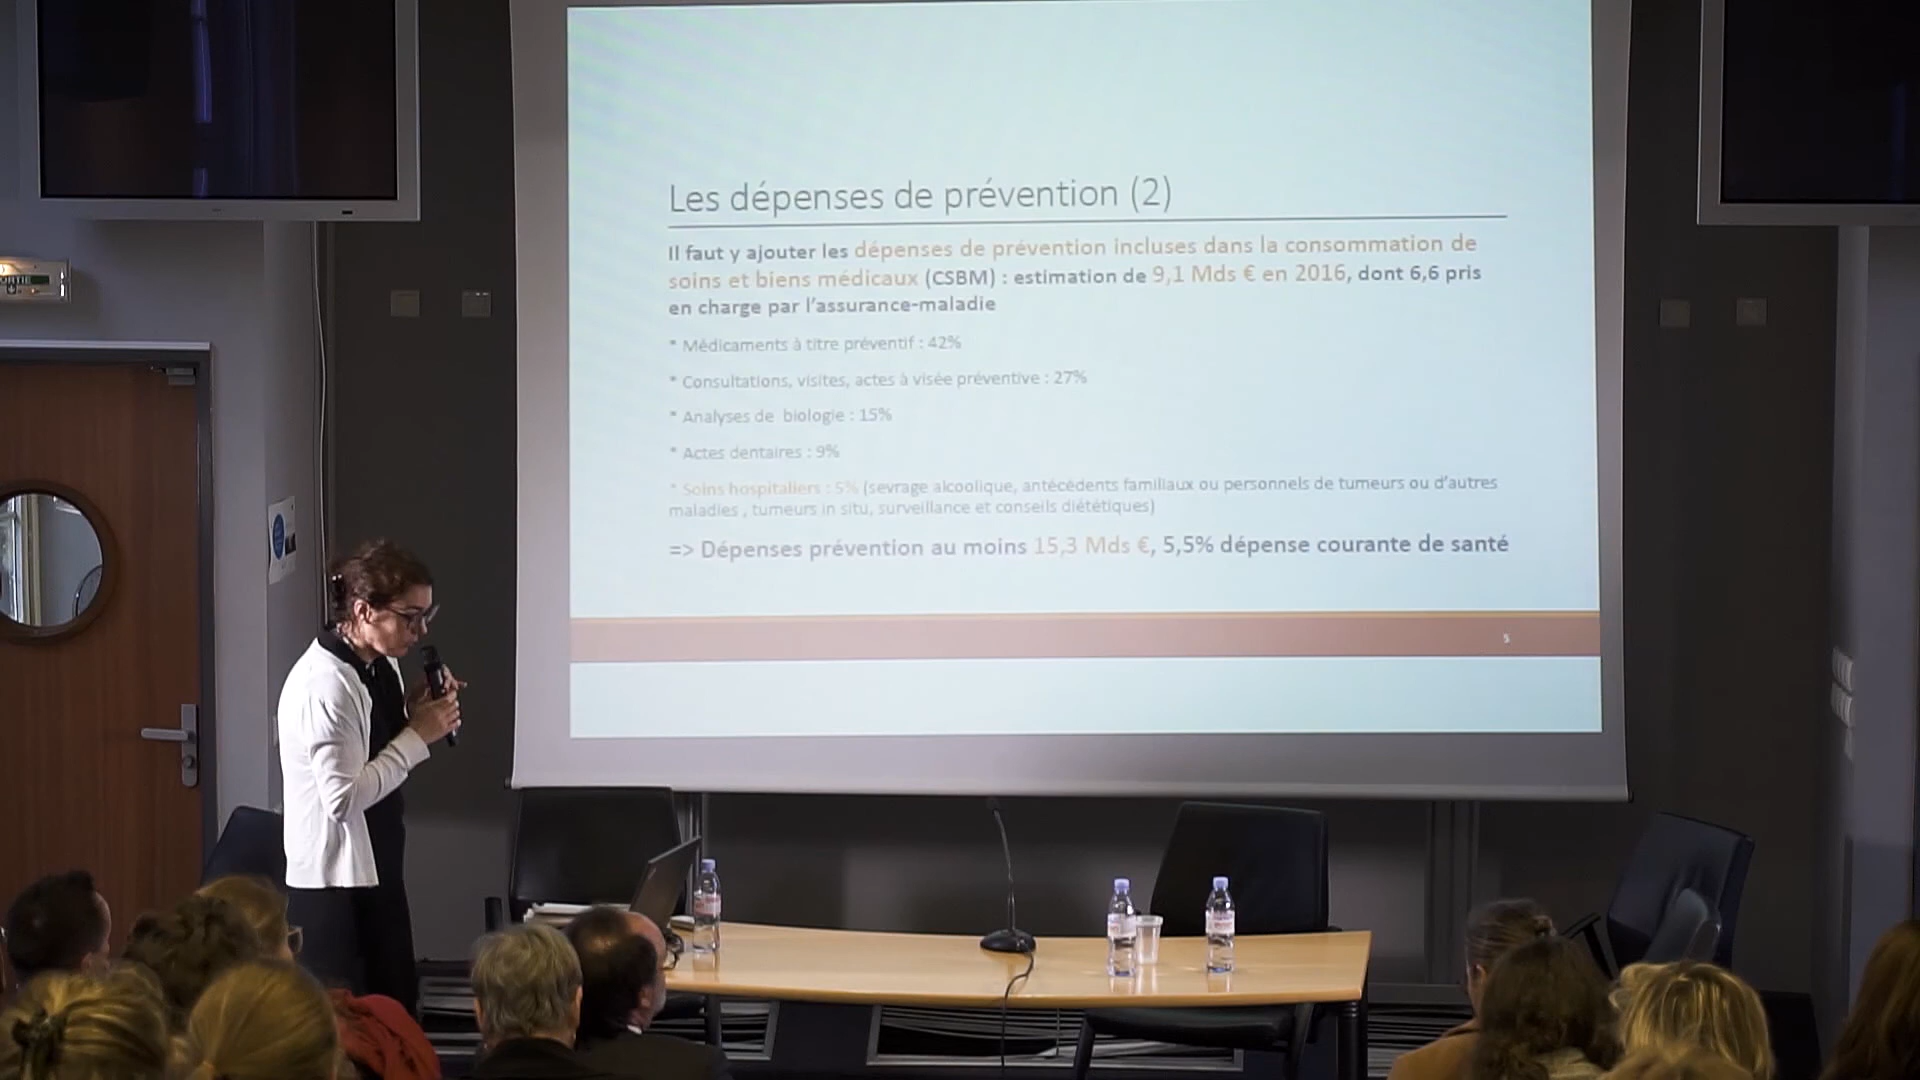 Les dépenses de prévention (2)
Il faut y ajouter les dépenses de prévention incluses dans la consommation de
soins et biens médicaux (CSBM) : estimation de 9,1 Mds € en 2016, dont 6,6 pris
en charge par l'assurance-maladie
* Médicaments à titre préventif : 42%
* Consultations, visites, actes à visée préventive : 27%
* Analyses de biologie : 15%
* Actes dentaires : 9%
* Soins hospitaliers : 5% (sevrage alcoolique, antécédents familiaux ou personnels de tumeurs ou d'autres
maladies , tumeurs in situ, surveillance et conseils diététiques)
=> Dépenses prévention au moins 15,3 Mds €, 5,5% dépense courante de santé
5